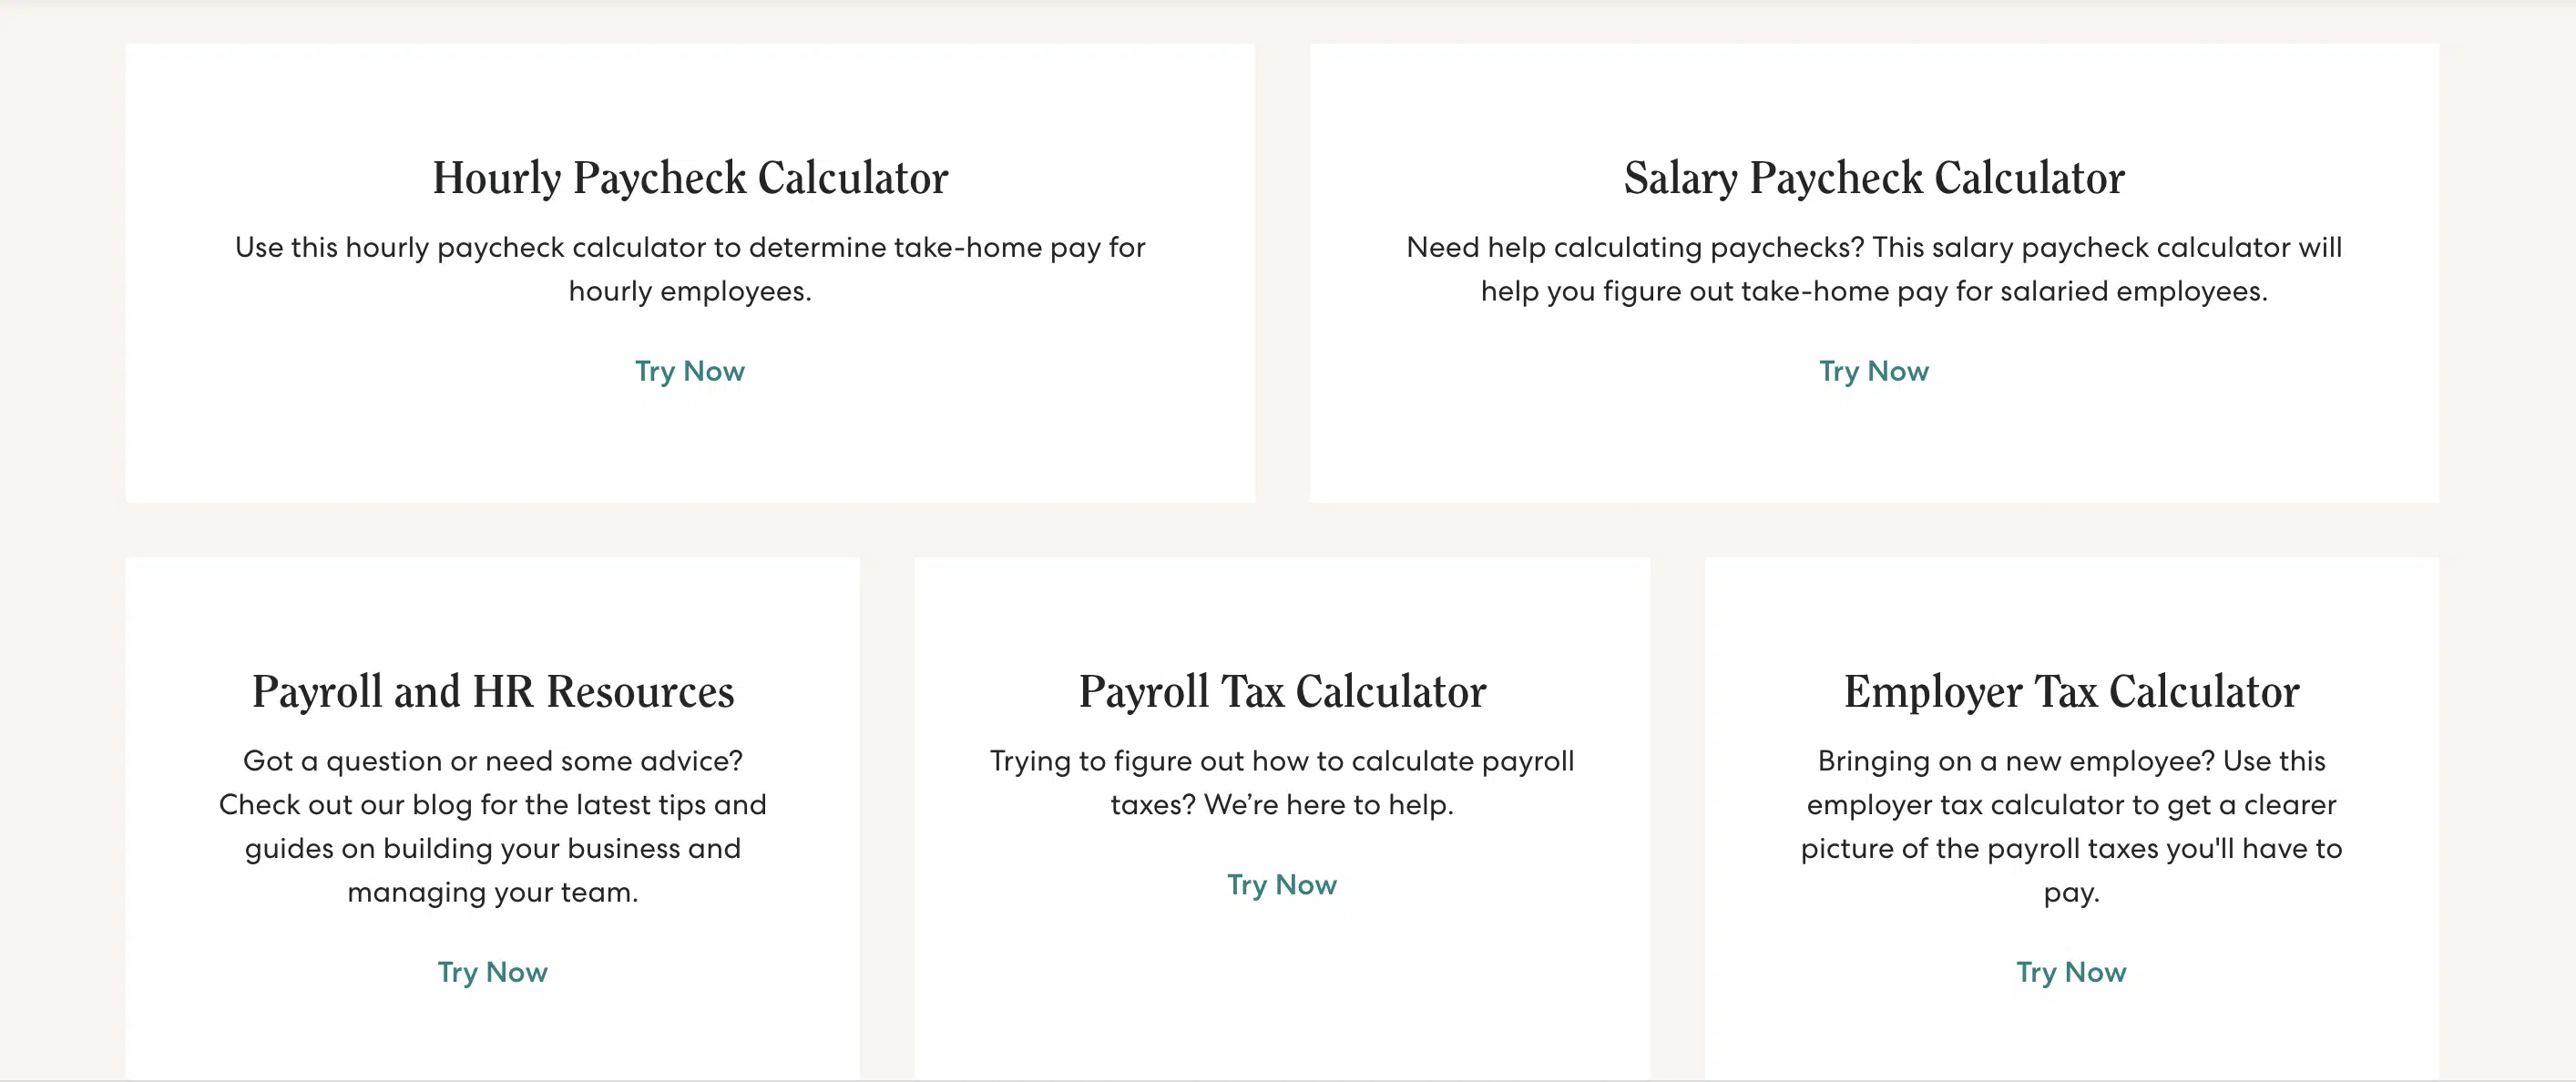 Hourly Paycheck Calculator
Use this hourly paycheck calculator to determine take-home pay for
hourly employees.
Try Now
Salary Paycheck Calculator
Need help calculating paychecks? This salary paycheck calculator will
help you figure out take-home pay for salaried employees.
Try Now
Payroll and HR Resources
Got a question or need some advice?
Check out our blog for the latest tips and
guides on building your business and
managing your team.
Try Now
Payroll Tax Calculator
Trying to figure out how to calculate payroll
taxes? We’re here to help.
Try Now
Employer Tax Calculator
Bringing on a new employee? Use this
employer tax calculator to get a clearer
picture of the payroll taxes you'll have to
pay.
Try Now